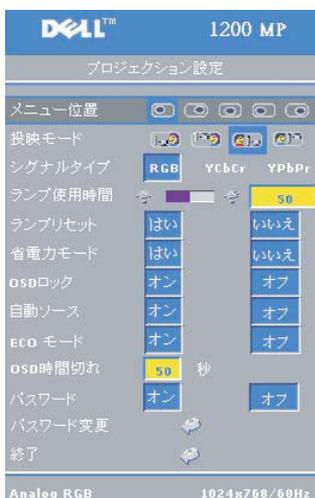 DELL™ 1200 MP
プロジェクション設定
メニュー位置
投映モード
シグナルタイプ RGB YCbCr YPbPr
ランプ使用時間 50
ランプリセット はい いいえ
省電力モード はい いいえ
OSDロック オン オフ
自動ソース オン オフ
ECO モード オン オフ
OSD時間切れ 50 秒
パスワード オン オフ
パスワード変更
終了
Analog RGB 1024x768/60Hz